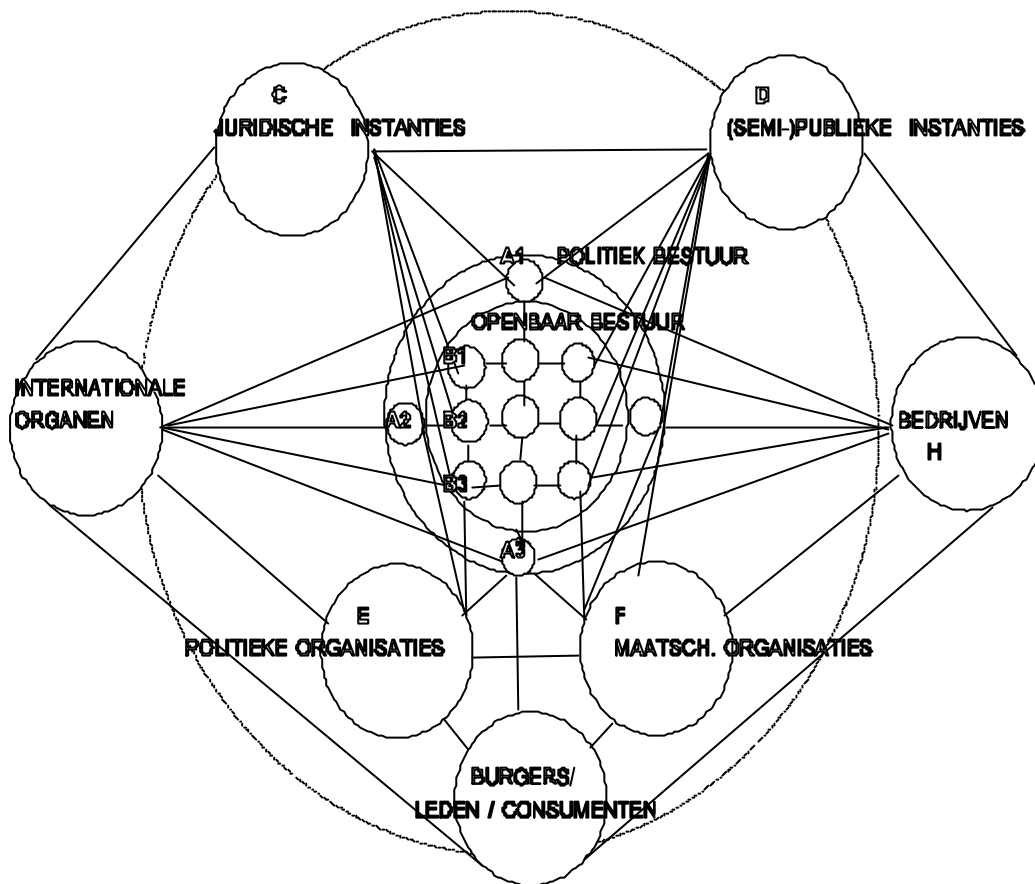 C
JURIDISCHE INSTANTIES
D
(SEMI-)PUBLIEKE INSTANTIES
A1 POLITIEK BESTUUR
OPENBAAR BESTUUR
B1
INTERNATIONALE
ORGANEN
A2
B2
BEDRIJVEN
H
B3
A3
E
POLITIEKE ORGANISATIES
F
MAATSCH. ORGANISATIES
BURGERS/
LEDEN / CONSUMENTEN